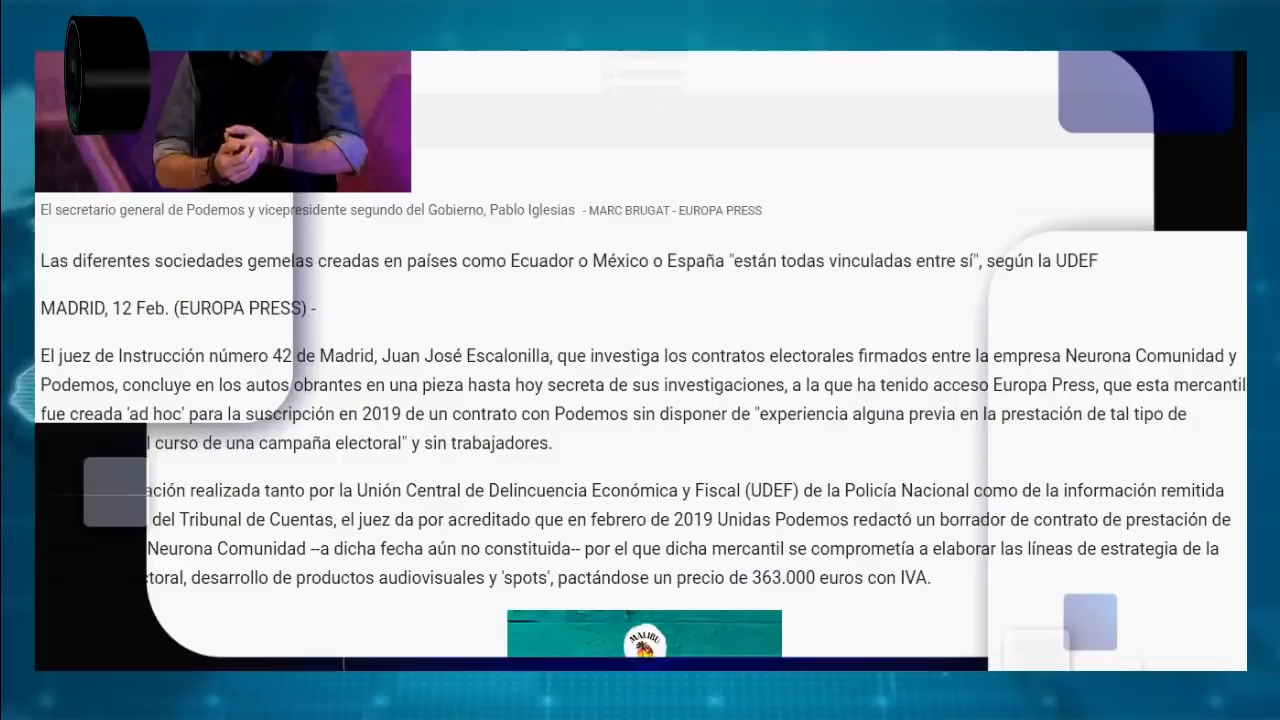 El secretario general de Podemos y vicepresidente segundo del Gobierno, Pablo Iglesias - MARC BRUGAT - EUROPA PRESS
Las diferentes sociedades gemelas creadas en países como Ecuador o México o España "están todas vinculadas entre sí", según la UDEF
MADRID, 12 Feb. (EUROPA PRESS) -
El juez de Instrucción número 42 de Madrid, Juan José Escalonilla, que investiga los contratos electorales firmados entre la empresa Neurona Comunidad y
Podemos, concluye en los autos obrantes en una pieza hasta hoy secreta de sus investigaciones, a la que ha tenido acceso Europa Press, que esta mercantil
fue creada 'ad hoc' para la suscripción en 2019 de un contrato con Podemos sin disponer de "experiencia alguna previa en la prestación de tal tipo de
l curso de una campaña electoral" y sin trabajadores.
ación realizada tanto por la Unión Central de Delincuencia Económica y Fiscal (UDEF) de la Policía Nacional como de la información remitida
del Tribunal de Cuentas, el juez da por acreditado que en febrero de 2019 Unidas Podemos redactó un borrador de contrato de prestación de
Neurona Comunidad --a dicha fecha aún no constituida-- por el que dicha mercantil se comprometía a elaborar las líneas de estrategia de la
ctoral, desarrollo de productos audiovisuales y 'spots', pactándose un precio de 363.000 euros con IVA.
MALIBU